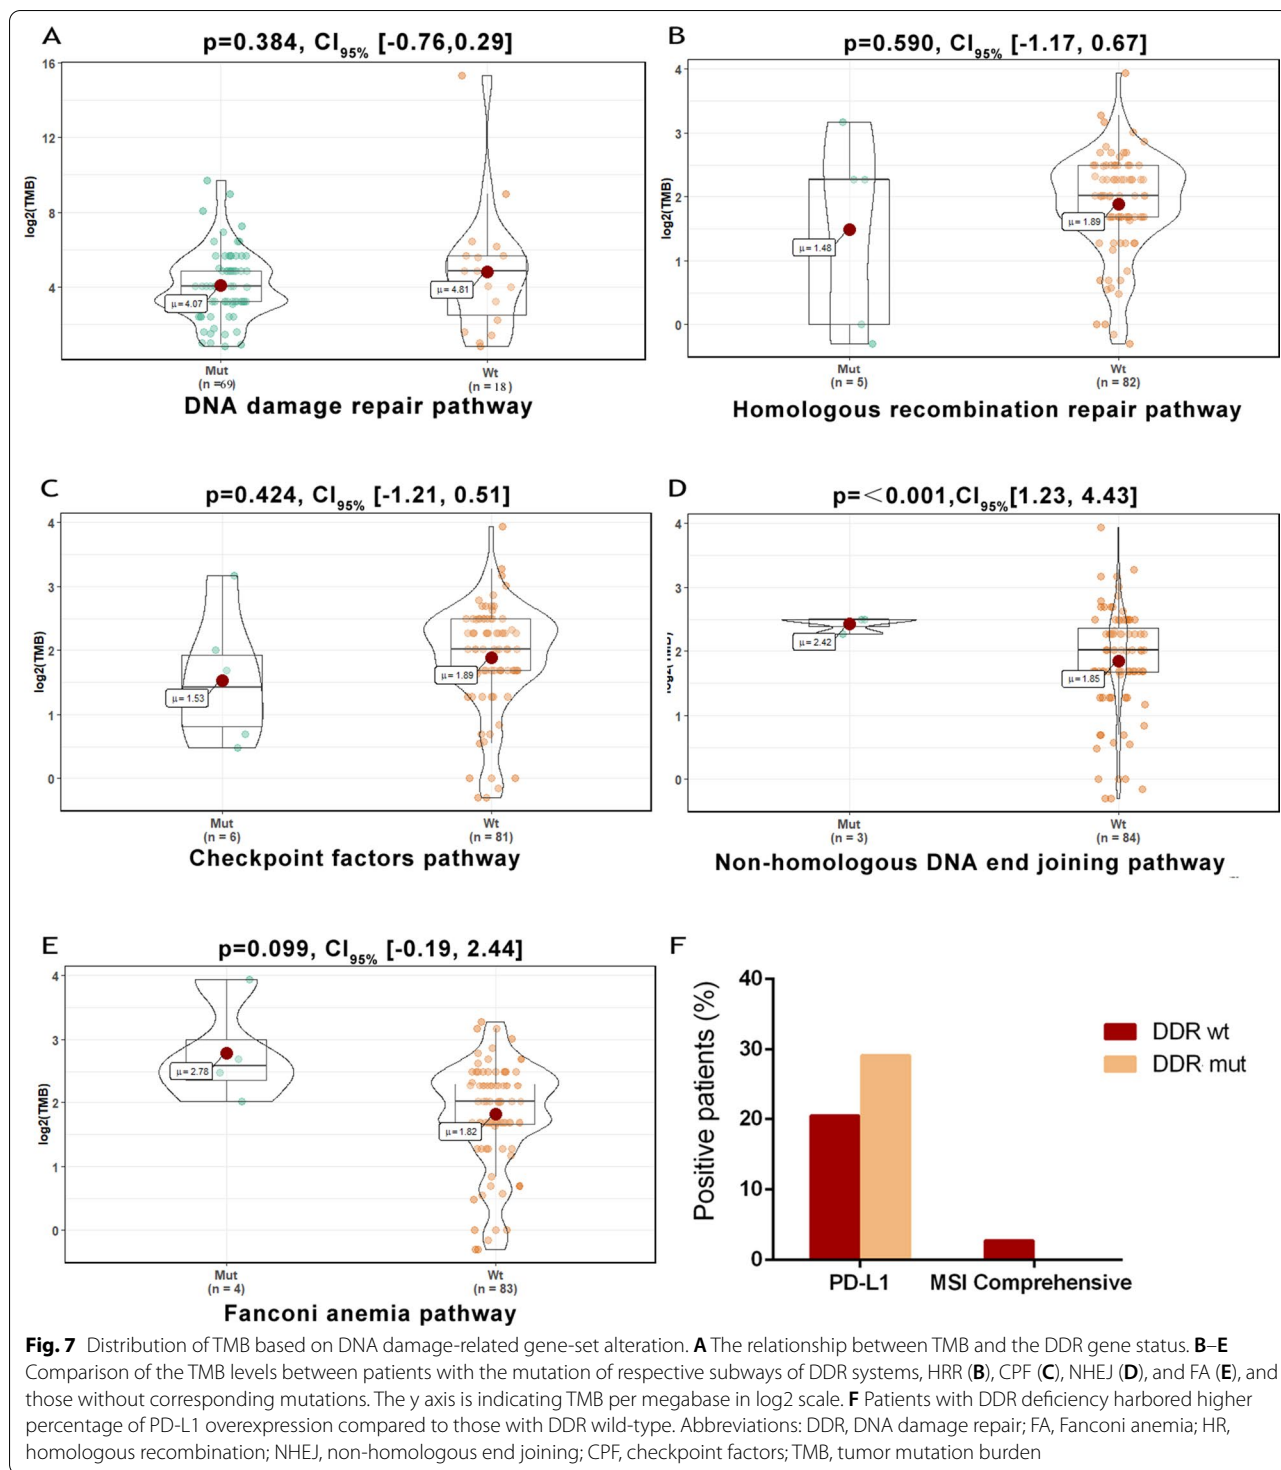 A
p=0.384, CI95% [-0.76,0.29]
16
12
8
4
log2(TMB)
μ = 4.07
μ = 4.81
Mut
(n =69)
Wt
(n = 18)
DNA damage repair pathway
B
p=0.590, CI95% [-1.17, 0.67]
4
3
2
1
0
log2(TMB)
μ = 1.48
μ = 1.89
Mut
(n = 5)
Wt
(n = 82)
Homologous recombination repair pathway
C
p=0.424, CI95% [-1.21, 0.51]
4
3
2
1
0
log2(TMB)
μ = 1.53
μ = 1.89
Mut
(n = 6)
Wt
(n = 81)
Checkpoint factors pathway
D
p=<0.001,CI95%[1.23, 4.43]
4
3
2
1
0
log2(TMB)
μ = 2.42
μ = 1.85
Mut
(n = 3)
Wt
(n = 84)
Non-homologous DNA end joining pathway
E
p=0.099, CI95% [-0.19, 2.44]
4
3
2
1
0
log2(TMB)
μ = 2.78
μ = 1.82
Mut
(n = 4)
Wt
(n = 83)
Fanconi anemia pathway
F
40
30
20
10
0
Positive patients (%)
DDR wt
DDR mut
PD-L1
MSI Comprehensive
Fig. 7 Distribution of TMB based on DNA damage-related gene-set alteration. A The relationship between TMB and the DDR gene status. B–E
Comparison of the TMB levels between patients with the mutation of respective subways of DDR systems, HRR (B), CPF (C), NHEJ (D), and FA (E), and
those without corresponding mutations. The y axis is indicating TMB per megabase in log2 scale. F Patients with DDR deficiency harbored higher
percentage of PD-L1 overexpression compared to those with DDR wild-type. Abbreviations: DDR, DNA damage repair; FA, Fanconi anemia; HR,
homologous recombination; NHEJ, non-homologous end joining; CPF, checkpoint factors; TMB, tumor mutation burden